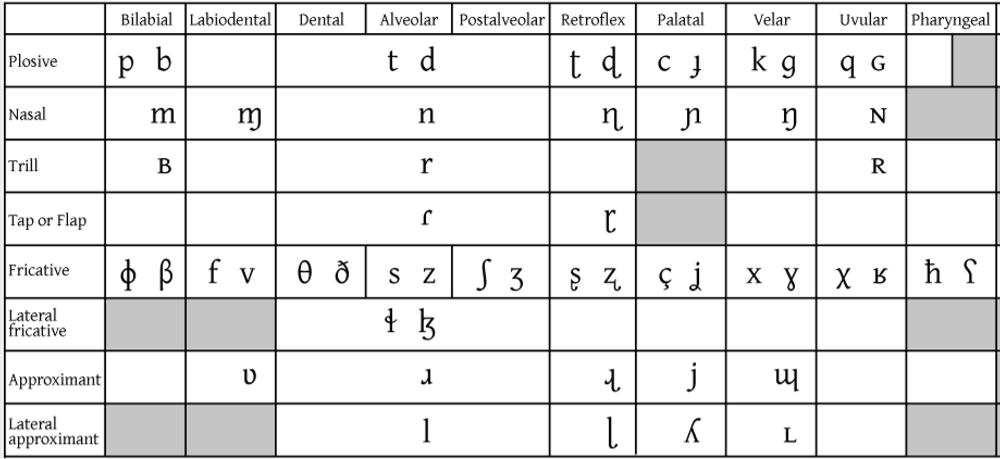 Bilabial Labiodental Dental Alveolar Postalveolar Retroflex Palatal Velar Uvular Pharyngeal
Plosive p b t d ʈ ɖ c ɟ k ɡ q ɢ
Nasal m ɱ n ɳ ɲ ŋ ɴ
Trill ʙ r ʀ
Tap or Flap ɾ ɽ
Fricative ɸ β f v θ ð s z ʃ ʒ ʂ ʐ ç ʝ x ɣ χ ʁ ħ ʕ
Lateral
fricative ɬ ɮ
Approximant ʋ ɹ ɻ j ɰ
Lateral
approximant l ɭ ʎ ʟ